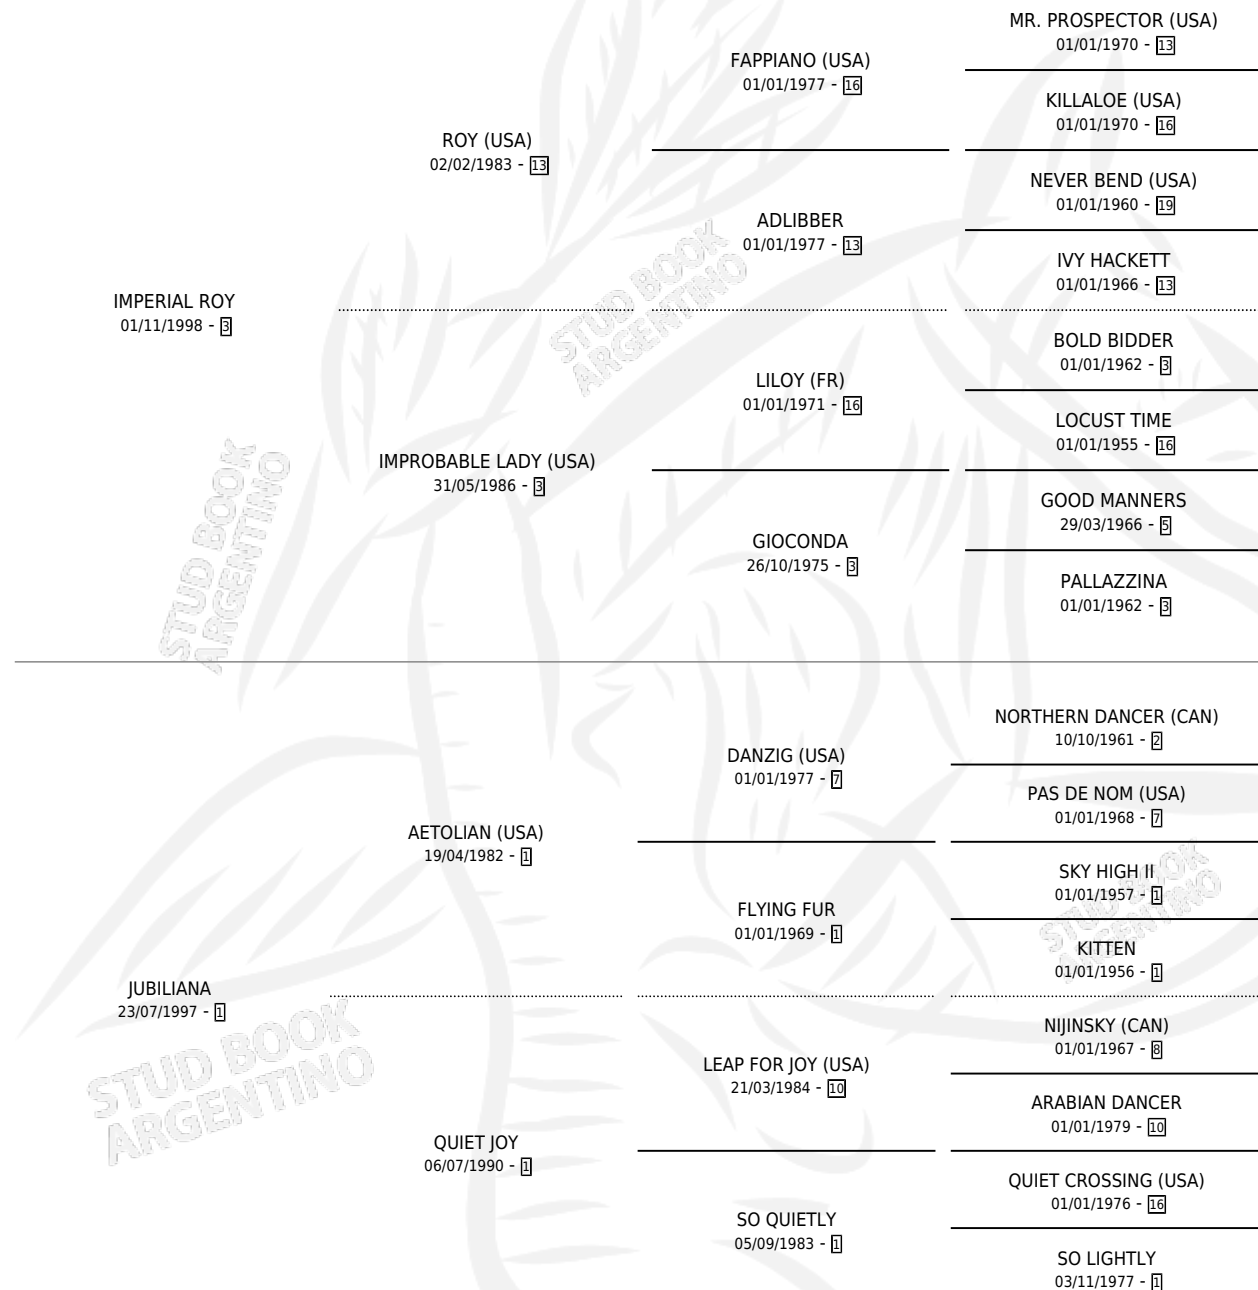 MR. PROSPECTOR (USA)
01/01/1970 - 13
FAPPIANO (USA)
01/01/1977 - 16
KILLALOE (USA)
01/01/1970 - 16
ROY (USA)
02/02/1983 - 13
NEVER BEND (USA)
01/01/1960 - 19
ADLIBBER
01/01/1977 - 13
IVY HACKETT
01/01/1966 - 13
IMPERIAL ROY
01/11/1998 - 3
BOLD BIDDER
01/01/1962 - 3
LILOY (FR)
01/01/1971 - 16
LOCUST TIME
01/01/1955 - 16
IMPROBABLE LADY (USA)
31/05/1986 - 3
GOOD MANNERS
29/03/1966 - 5
GIOCONDA
26/10/1975 - 3
PALLAZZINA
01/01/1962 - 3
NORTHERN DANCER (CAN)
10/10/1961 - 2
DANZIG (USA)
01/01/1977 - 7
PAS DE NOM (USA)
01/01/1968 - 7
AETOLIAN (USA)
19/04/1982 - 1
SKY HIGH II
01/01/1957 - 1
FLYING FUR
01/01/1969 - 1
KITTEN
01/01/1956 - 1
JUBILIANA
23/07/1997 - 1
NIJINSKY (CAN)
01/01/1967 - 8
LEAP FOR JOY (USA)
21/03/1984 - 10
ARABIAN DANCER
01/01/1979 - 10
QUIET JOY
06/07/1990 - 1
QUIET CROSSING (USA)
01/01/1976 - 16
SO QUIETLY
05/09/1983 - 1
SO LIGHTLY
03/11/1977 - 1
STUD BOOK
ARGENTINO
STUD BOOK
ARGENTINO
STUD BOOK
ARGENTINO
STUD BOOK
ARGENTINO